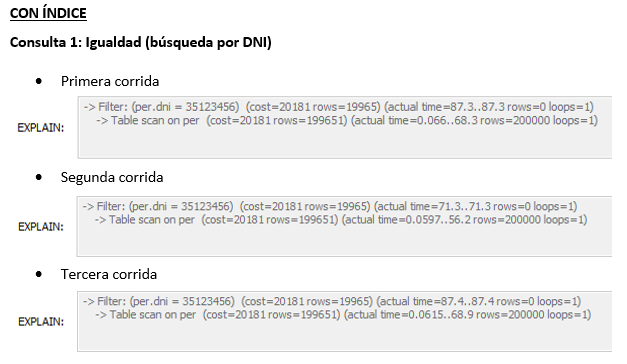 CON ÍNDICE
Consulta 1: Igualdad (búsqueda por DNI)
• Primera corrida
EXPLAIN:
-> Filter: (per.dni = 35123456) (cost=20181 rows=19965) (actual time=87.3..87.3 rows=0 loops=1)
-> Table scan on per (cost=20181 rows=199651) (actual time=0.066..68.3 rows=200000 loops=1)
• Segunda corrida
EXPLAIN:
-> Filter: (per.dni = 35123456) (cost=20181 rows=19965) (actual time=71.3..71.3 rows=0 loops=1)
-> Table scan on per (cost=20181 rows=199651) (actual time=0.0597..56.2 rows=200000 loops=1)
• Tercera corrida
EXPLAIN:
-> Filter: (per.dni = 35123456) (cost=20181 rows=19965) (actual time=87.4..87.4 rows=0 loops=1)
-> Table scan on per (cost=20181 rows=199651) (actual time=0.0615..68.9 rows=200000 loops=1)